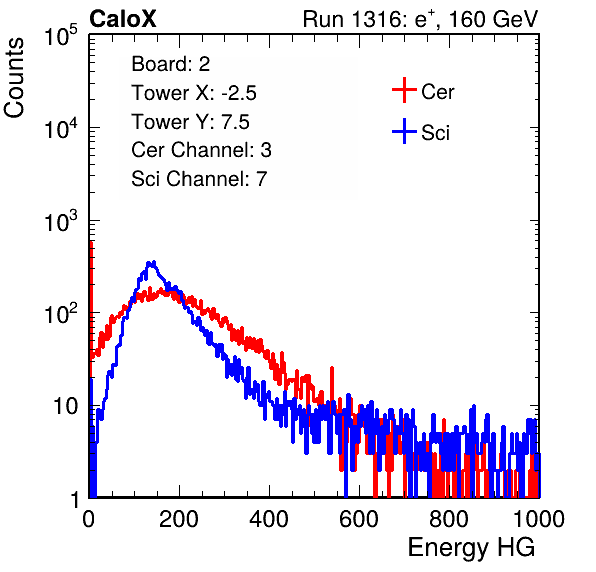 CaloX Run 1316: e⁺, 160 GeV
Counts
Board: 2
Tower X: -2.5
Tower Y: 7.5
Cer Channel: 3
Sci Channel: 7
Cer
Sci
10⁵
10⁴
10³
10²
10
1
0 200 400 600 800 1000
Energy HG